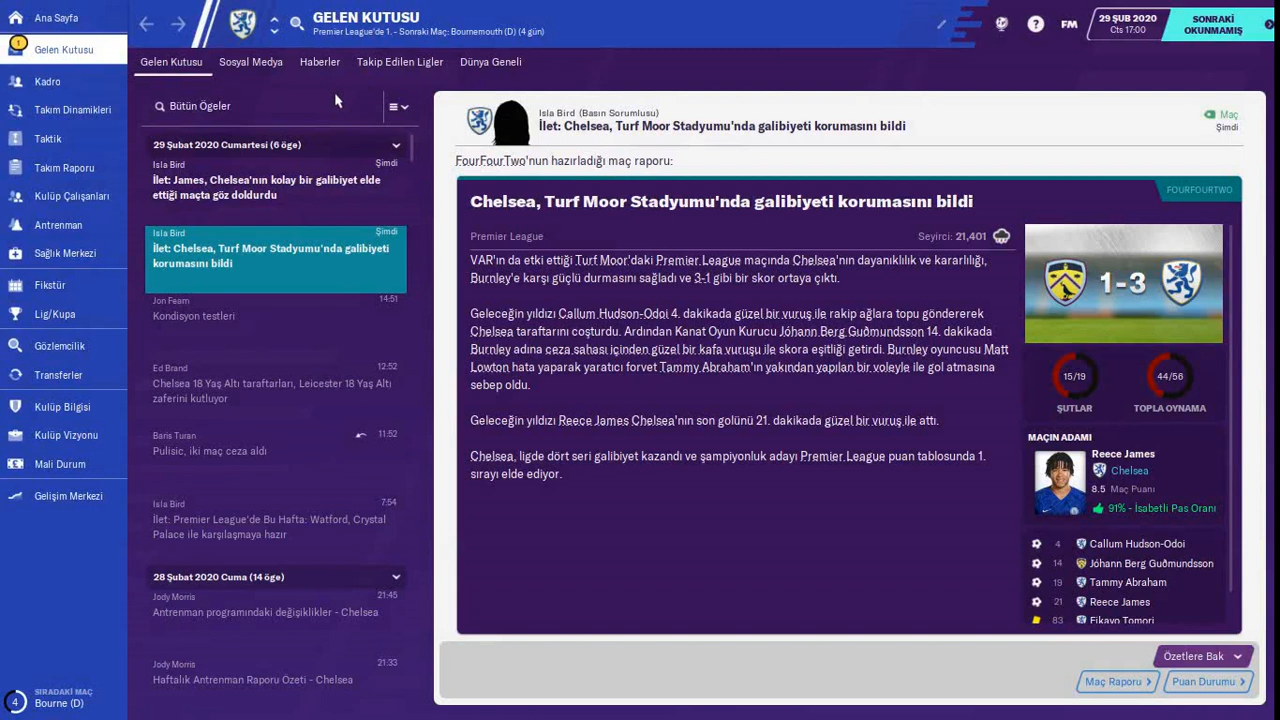 Ana Sayfa
1
Gelen Kutusu
Kadro
Takım Dinamikleri
Taktik
Takım Raporu
Kulüp Çalışanları
Antrenman
Sağlık Merkezi
Fikstür
Lig/Kupa
Gözlemcilik
Transferler
Kulüp Bilgisi
Kulüp Vizyonu
Mali Durum
Gelişim Merkezi
4
SIRADAKİ MAÇ
Bourne (D)
GELEN KUTUSU
Premier League'de 1. - Sonraki Maç: Bournemouth (D) (4 gün)
?
FM
29 ŞUB 2020
Cts 17:00
SONRAKİ
OKUNMAMIŞ
Gelen Kutusu
Sosyal Medya
Haberler
Takip Edilen Ligler
Dünya Geneli
Bütün Ögeler
29 Şubat 2020 Cumartesi (6 öge)
Isla Bird
Şimdi
İlet: James, Chelsea'nın kolay bir galibiyet elde
ettiği maçta göz doldurdu
Isla Bird
Şimdi
İlet: Chelsea, Turf Moor Stadyumu'nda galibiyeti
korumasını bildi
Jon Fearn
14:51
Kondisyon testleri
Ed Brand
12:52
Chelsea 18 Yaş Altı taraftarları, Leicester 18 Yaş Altı
zaferini kutluyor
Baris Turan
11:52
Pulisic, iki maç ceza aldı
Isla Bird
7:54
İlet: Premier League'de Bu Hafta: Watford, Crystal
Palace ile karşılaşmaya hazır
28 Şubat 2020 Cuma (14 öge)
Jody Morris
21:45
Antrenman programındaki değişiklikler - Chelsea
Jody Morris
21:33
Haftalık Antrenman Raporu Özeti - Chelsea
Isla Bird (Basın Sorumlusu)
İlet: Chelsea, Turf Moor Stadyumu'nda galibiyeti korumasını bildi
Maç
Şimdi
FourFourTwo'nun hazırladığı maç raporu:
FOURFOURTWO
Chelsea, Turf Moor Stadyumu'nda galibiyeti korumasını bildi
Premier League
Seyirci: 21,401
VAR'ın da etki ettiği Turf Moor'daki Premier League maçında Chelsea'nın dayanıklılık ve kararlılığı,
Burnley'e karşı güçlü durmasını sağladı ve 3-1 gibi bir skor ortaya çıktı.
Geleceğin yıldızı Callum Hudson-Odoi 4. dakikada güzel bir vuruş ile rakip ağlara topu göndererek
Chelsea taraftarını coşturdu. Ardından Kanat Oyun Kurucu Jóhann Berg Guðmundsson 14. dakikada
Burnley adına ceza sahası içinden güzel bir kafa vuruşu ile skora eşitliği getirdi. Burnley oyuncusu Matt
Lowton hata yaparak yaratıcı forvet Tammy Abraham'ın yakından yapılan bir voleyle ile gol atmasına
sebep oldu.
Geleceğin yıldızı Reece James Chelsea'nın son golünü 21. dakikada güzel bir vuruş ile attı.
Chelsea, ligde dört seri galibiyet kazandı ve şampiyonluk adayı Premier League puan tablosunda 1.
sırayı elde ediyor.
1-3
15/19
ŞUTLAR
44/56
TOPLA OYNAMA
MAÇIN ADAMI
Reece James
Chelsea
8.5 Maç Puanı
91% - İsabetli Pas Oranı
4 Callum Hudson-Odoi
14 Jóhann Berg Guðmundsson
19 Tammy Abraham
21 Reece James
83 Fikayo Tomori
Özetlere Bak
Maç Raporu
Puan Durumu